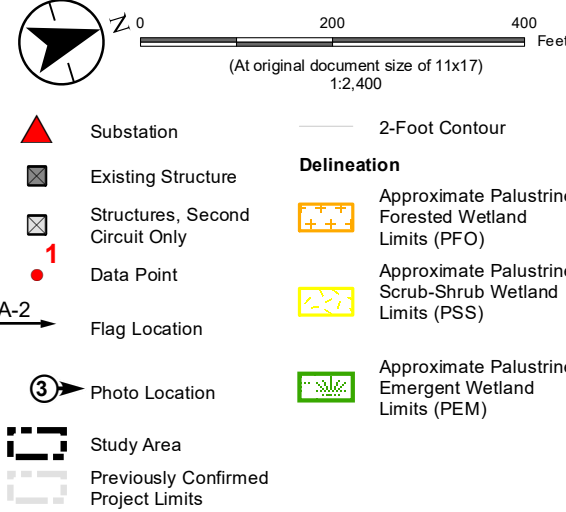 N
0 200 400
Feet
(At original document size of 11x17)
1:2,400
Substation
Existing Structure
Structures, Second
Circuit Only
1
Data Point
A-2
Flag Location
3
Photo Location
Study Area
Previously Confirmed
Project Limits
2-Foot Contour
Delineation
Approximate Palustrine
Forested Wetland
Limits (PFO)
Approximate Palustrine
Scrub-Shrub Wetland
Limits (PSS)
Approximate Palustrine
Emergent Wetland
Limits (PEM)